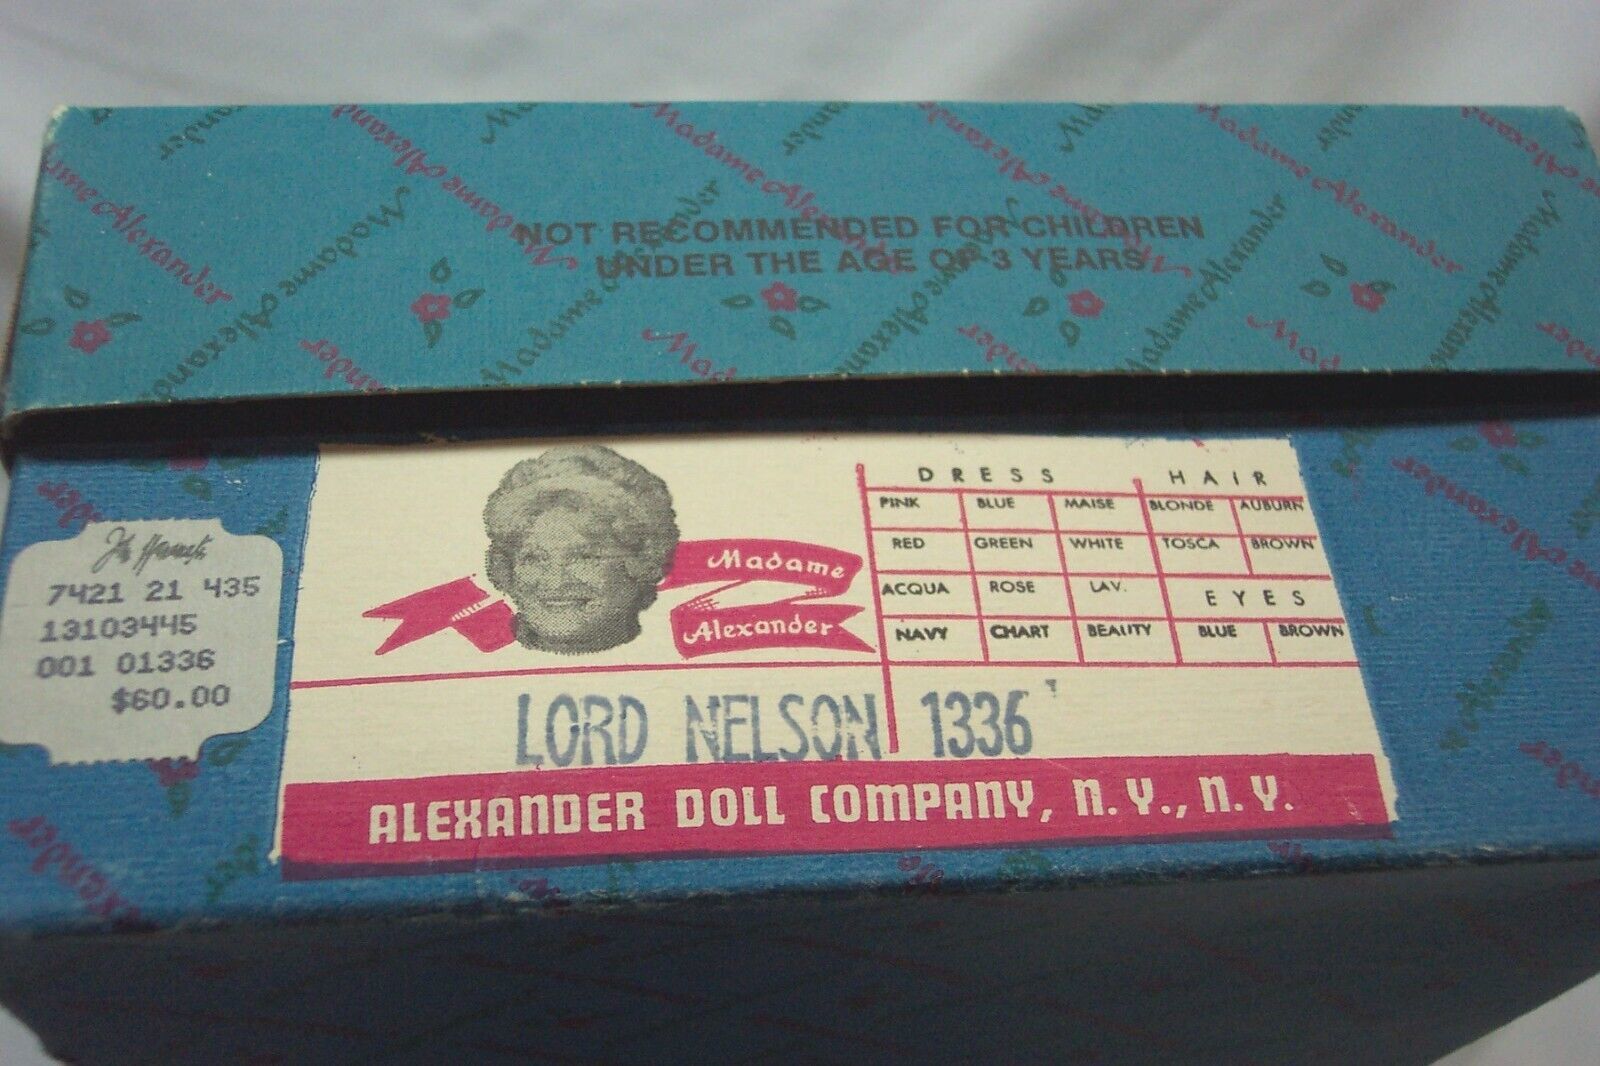 NOT RECOMMENDED FOR CHILDREN
UNDER THE AGE OF 3 YEARS
Madame Alexander
7421 21 435
13103445
001 01336
$60.00
Madame
Alexander
DRESS HAIR
PINK BLUE MAISE BLONDE AUBURN
RED GREEN WHITE TOSCA BROWN
ACQUA ROSE LAV. EYES
NAVY CHART BEAUTY BLUE BROWN
LORD NELSON 1336
ALEXANDER DOLL COMPANY, N.Y., N.Y.